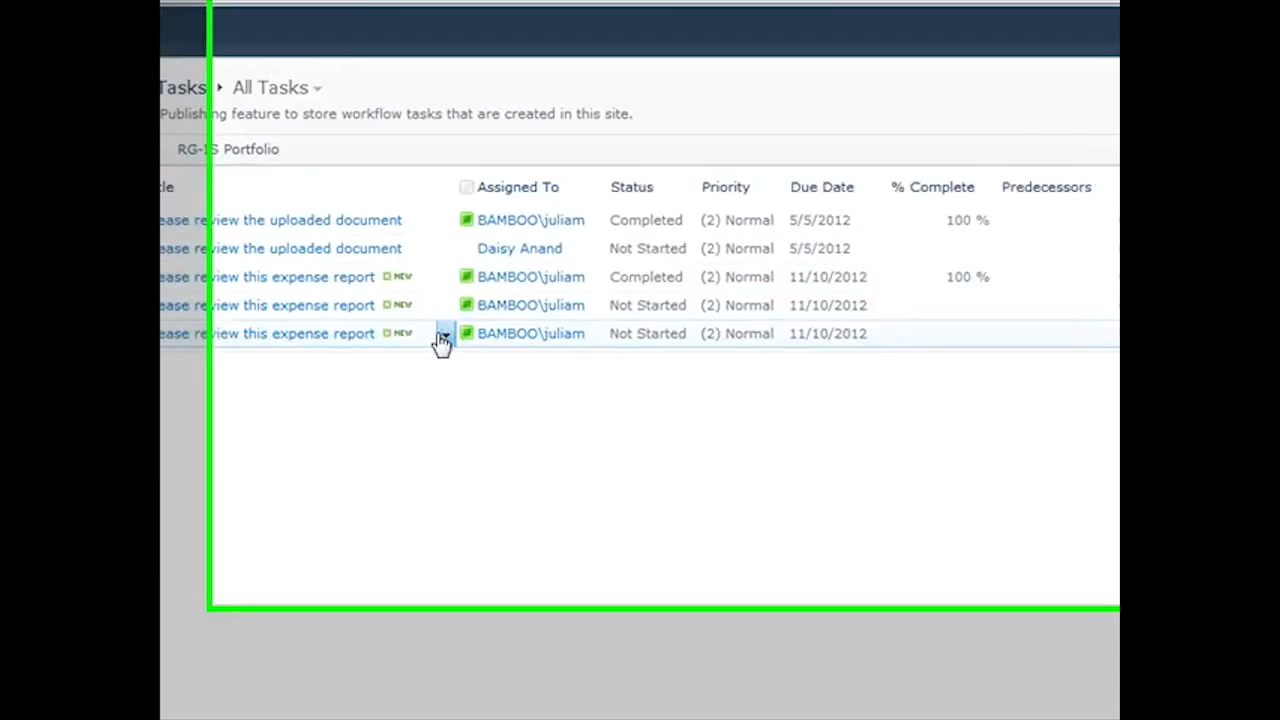 Tasks All Tasks
Publishing feature to store workflow tasks that are created in this site.
RG-IS Portfolio
tle Assigned To Status Priority Due Date % Complete Predecessors
ease review the uploaded document BAMBOO\juliam Completed (2) Normal 5/5/2012 100 %
ease review the uploaded document Daisy Anand Not Started (2) Normal 5/5/2012
ease review this expense report NEW BAMBOO\juliam Completed (2) Normal 11/10/2012 100 %
ease review this expense report NEW BAMBOO\juliam Not Started (2) Normal 11/10/2012
ease review this expense report NEW BAMBOO\juliam Not Started (2) Normal 11/10/2012